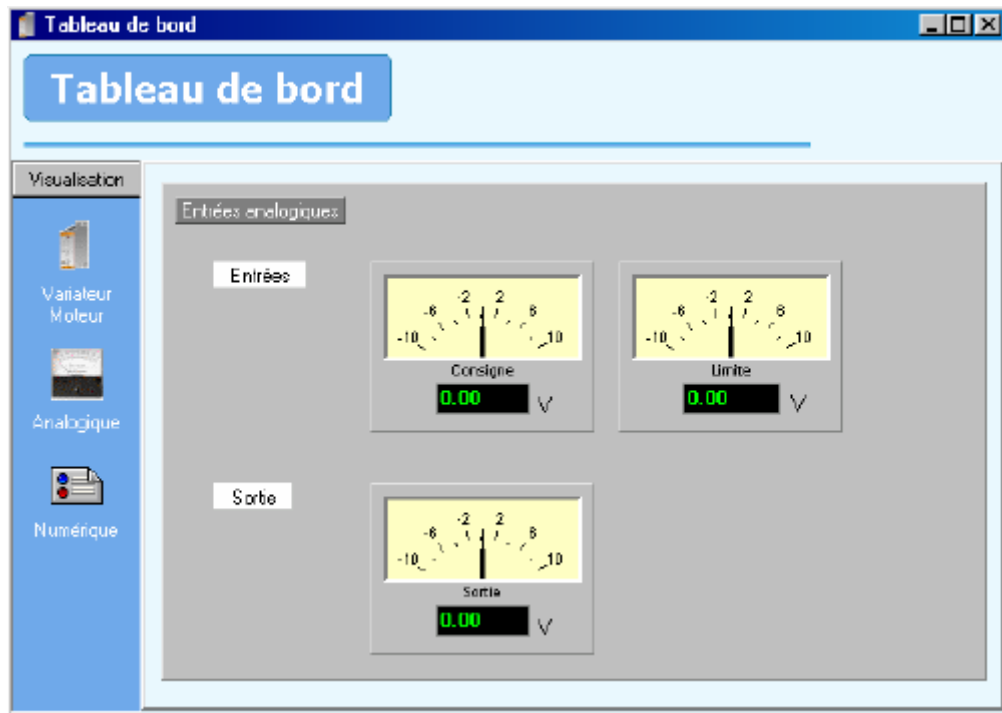 Tableau de bord
Tableau de bord
Visualisation
Variateur
Moteur
Analogique
Numérique
Entrées analogiques
Entrées
-10 -6 -2 2 6 10
Consigne
0.00 V
-10 -6 -2 2 6 10
Limite
0.00 V
Sortie
-10 -6 -2 2 6 10
Sortie
0.00 V